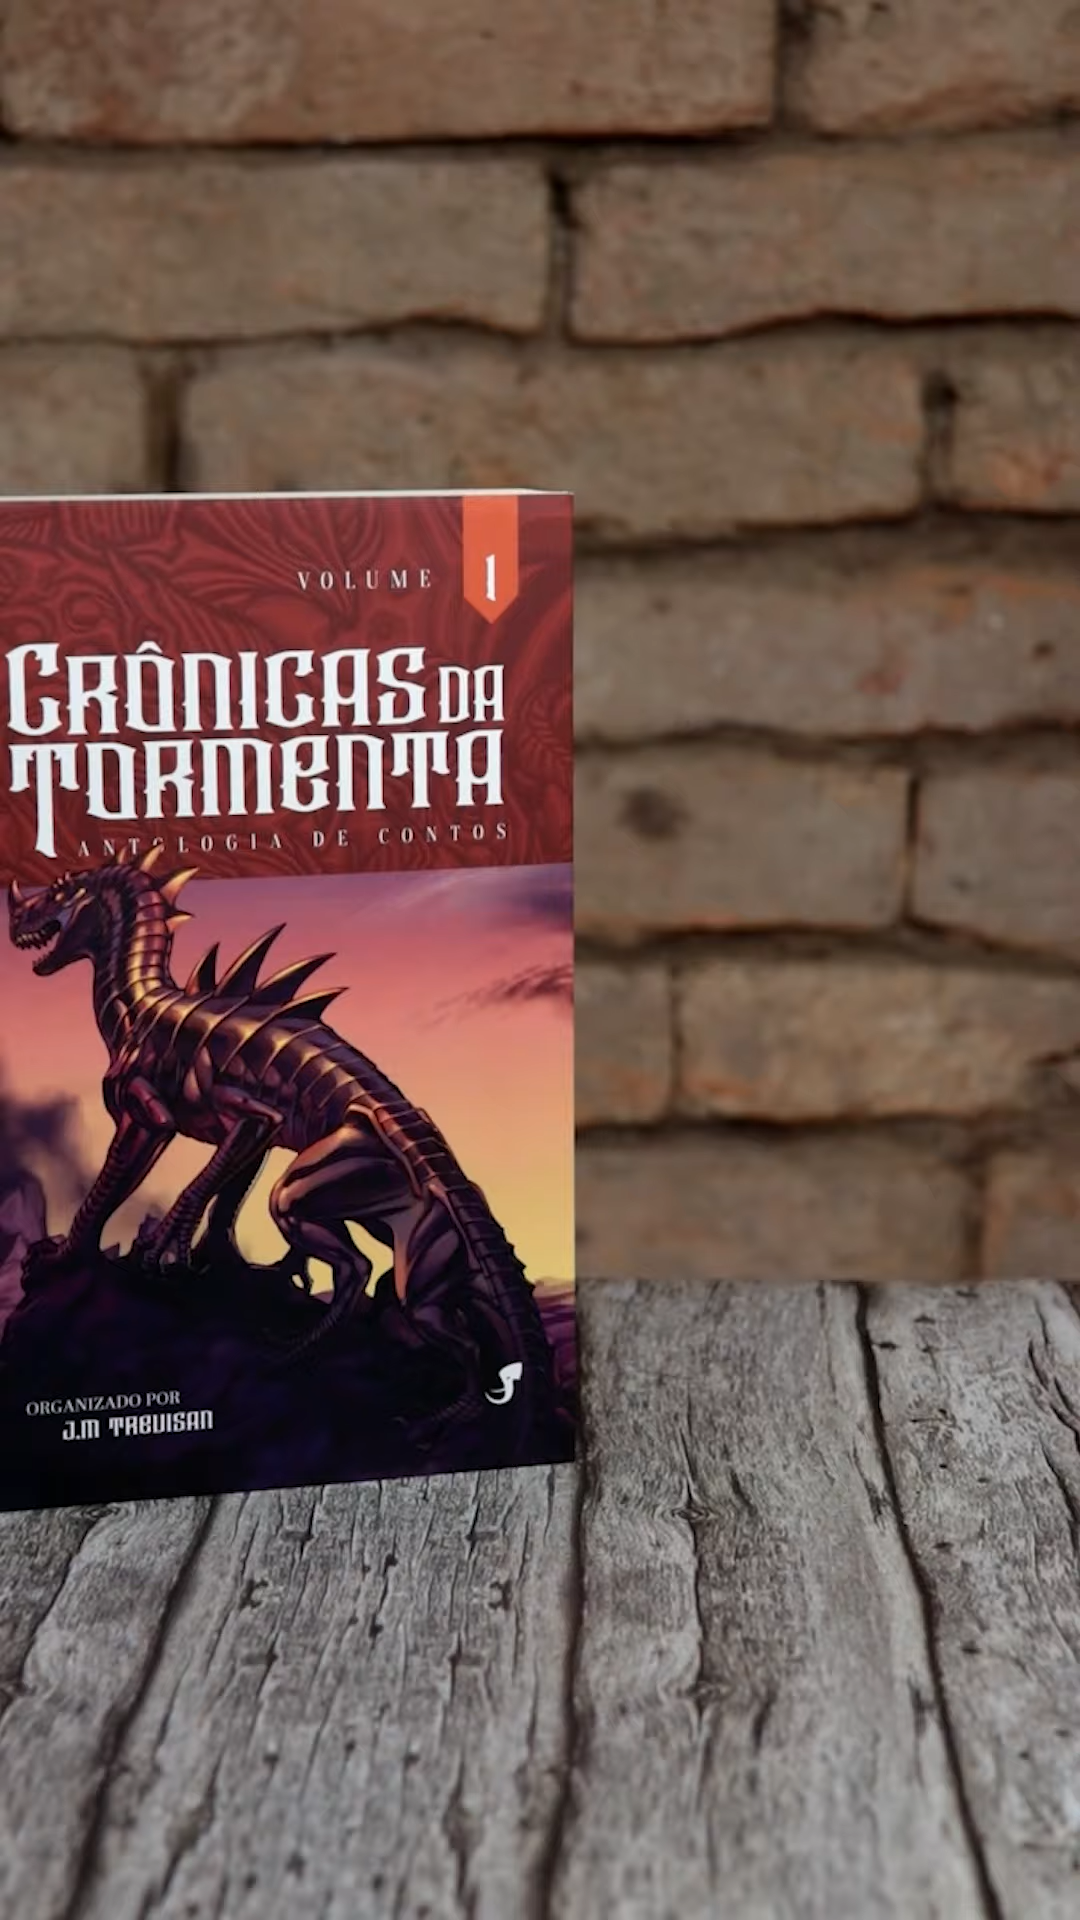 VOLUME 1
CRÔNICAS DA
TORMENTA
ANTOLOGIA DE CONTOS
ORGANIZADO POR
J.M TREVISAN